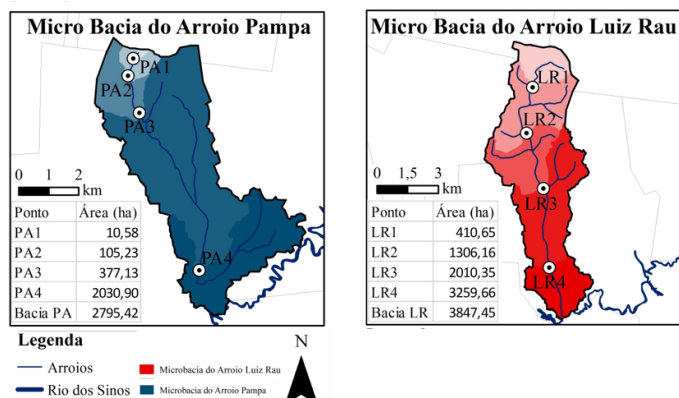 Micro Bacia do Arroio Pampa
PA1
PA2
PA3
PA4
0 1 2
km
Ponto Área (ha)
PA1 10,58
PA2 105,23
PA3 377,13
PA4 2030,90
Bacia PA 2795,42
Micro Bacia do Arroio Luiz Rau
LR1
LR2
LR3
LR4
0 1,5 3
km
Ponto Área (ha)
LR1 410,65
LR2 1306,16
LR3 2010,35
LR4 3259,66
Bacia LR 3847,45
Legenda
Arroios
Rio dos Sinos
Microbacia do Arroio Luiz Rau
Microbacia do Arroio Pampa
N